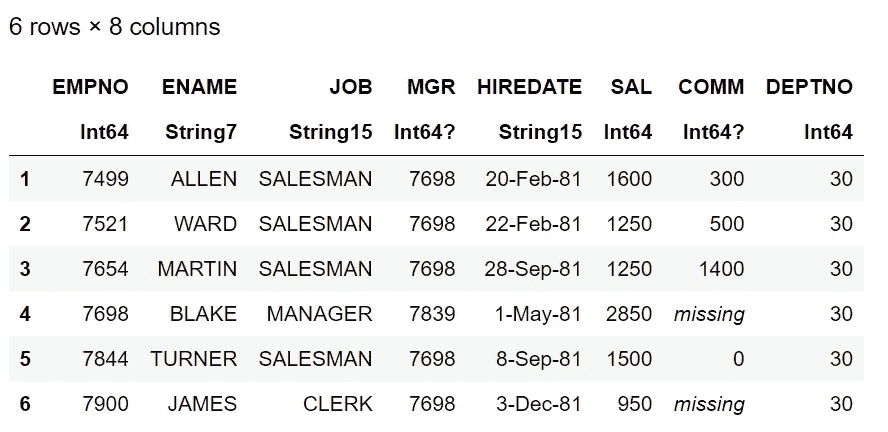 6 rows × 8 columns
EMPNO ENAME JOB MGR HIREDATE SAL COMM DEPTNO
Int64 String7 String15 Int64? String15 Int64 Int64? Int64
1 7499 ALLEN SALESMAN 7698 20-Feb-81 1600 300 30
2 7521 WARD SALESMAN 7698 22-Feb-81 1250 500 30
3 7654 MARTIN SALESMAN 7698 28-Sep-81 1250 1400 30
4 7698 BLAKE MANAGER 7839 1-May-81 2850 missing 30
5 7844 TURNER SALESMAN 7698 8-Sep-81 1500 0 30
6 7900 JAMES CLERK 7698 3-Dec-81 950 missing 30